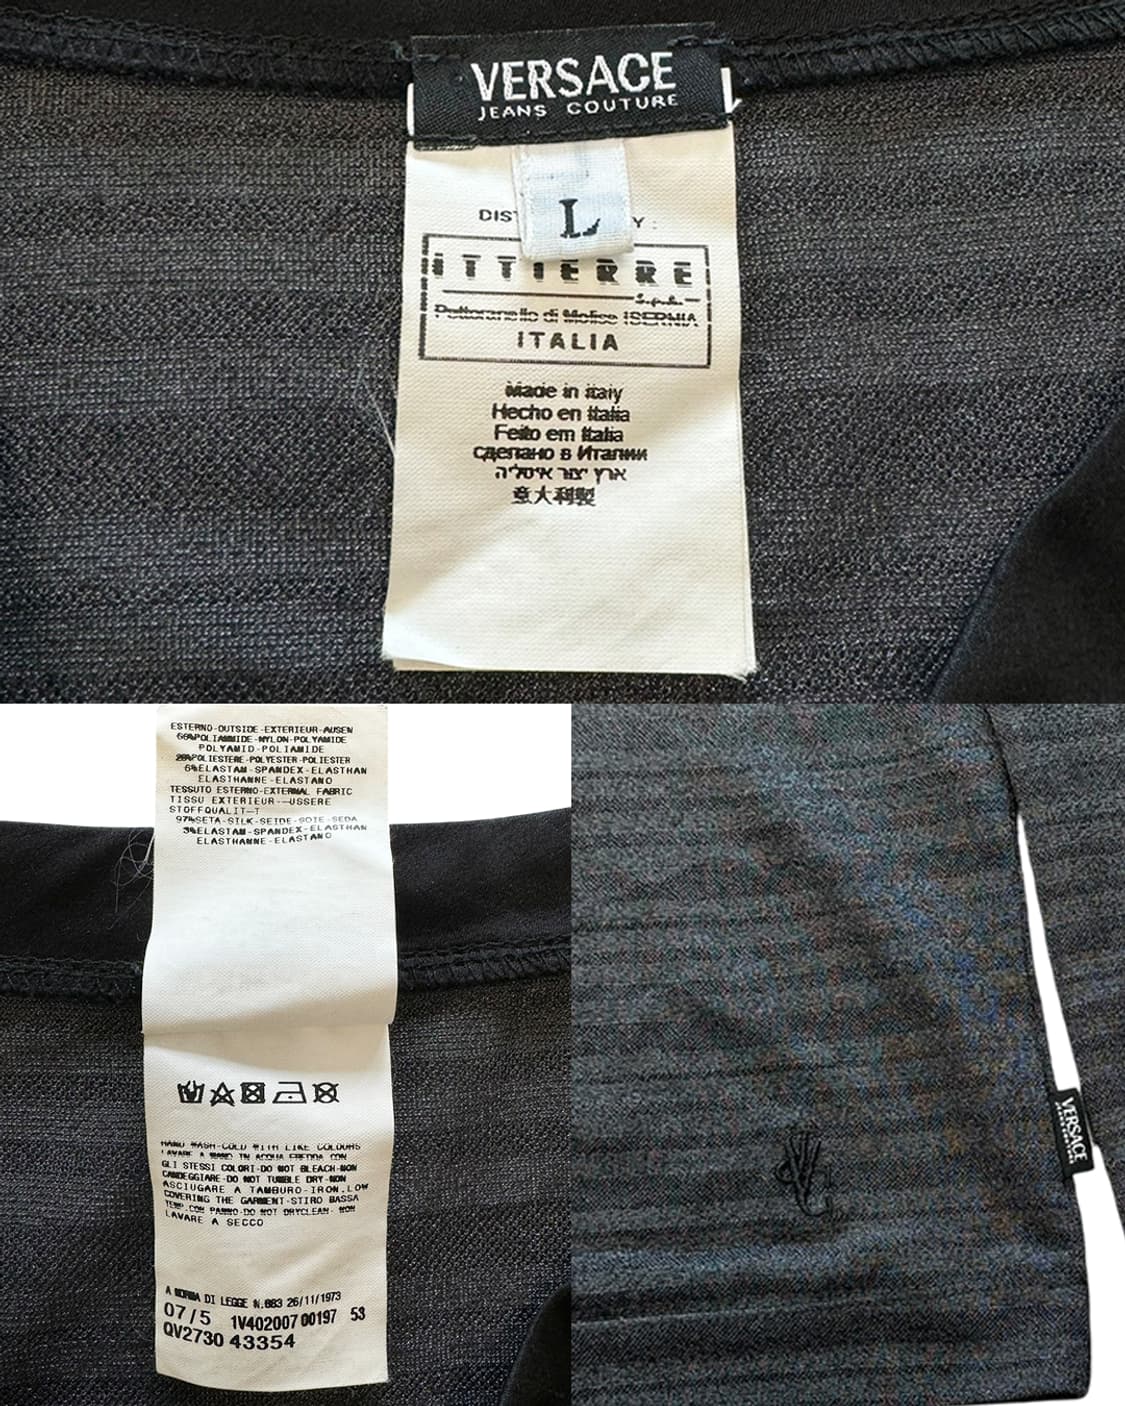 VERSACE
JEANS COUTURE
L
DIST Y:
ITTIERRE
S.p.A.
Pettoranello di Molise ISERNIA
ITALIA
Made in Italy
Hecho en Italia
Feito em Italia
сделано в Италии
ארץ יצור איטליה
意大利製
ESTERNO-OUTSIDE-EXTERIEUR-AUSEN
66%POLIAMMIDE-NYLON-POLYAMIDE
POLYAMID-POLIAMIDE
28%POLIESTERE-POLYESTER-POLIESTER
6%ELASTAM-SPANDEX-ELASTHAN
ELASTHANNE-ELASTANO
TESSUTO ESTERNO-EXTERNAL FABRIC
TISSU EXTERIEUR--USSERE
STOFFQUALIT-T
97%SETA-SILK-SEIDE-SOIE-SEDA
3%ELASTAM-SPANDEX-ELASTHAN
ELASTHANNE-ELASTANO
HAND WASH-COLD WITH LIKE COLOURS
LAVARE A MANO IN ACQUA FREDDA CON
GLI STESSI COLORI-DO NOT BLEACH-NON
CANDEGGIARE-DO NOT TUMBLE DRY-NON
ASCIUGARE A TAMBURO-IRON,LOW
COVERING THE GARMENT-STIRO BASSA
TEMP.CON PANNO-DO NOT DRYCLEAN- NON
LAVARE A SECCO
A NORMA DI LEGGE N.883 26/11/1973
07/5 1V402007 00197 53
QV2730 43354
VERSACE